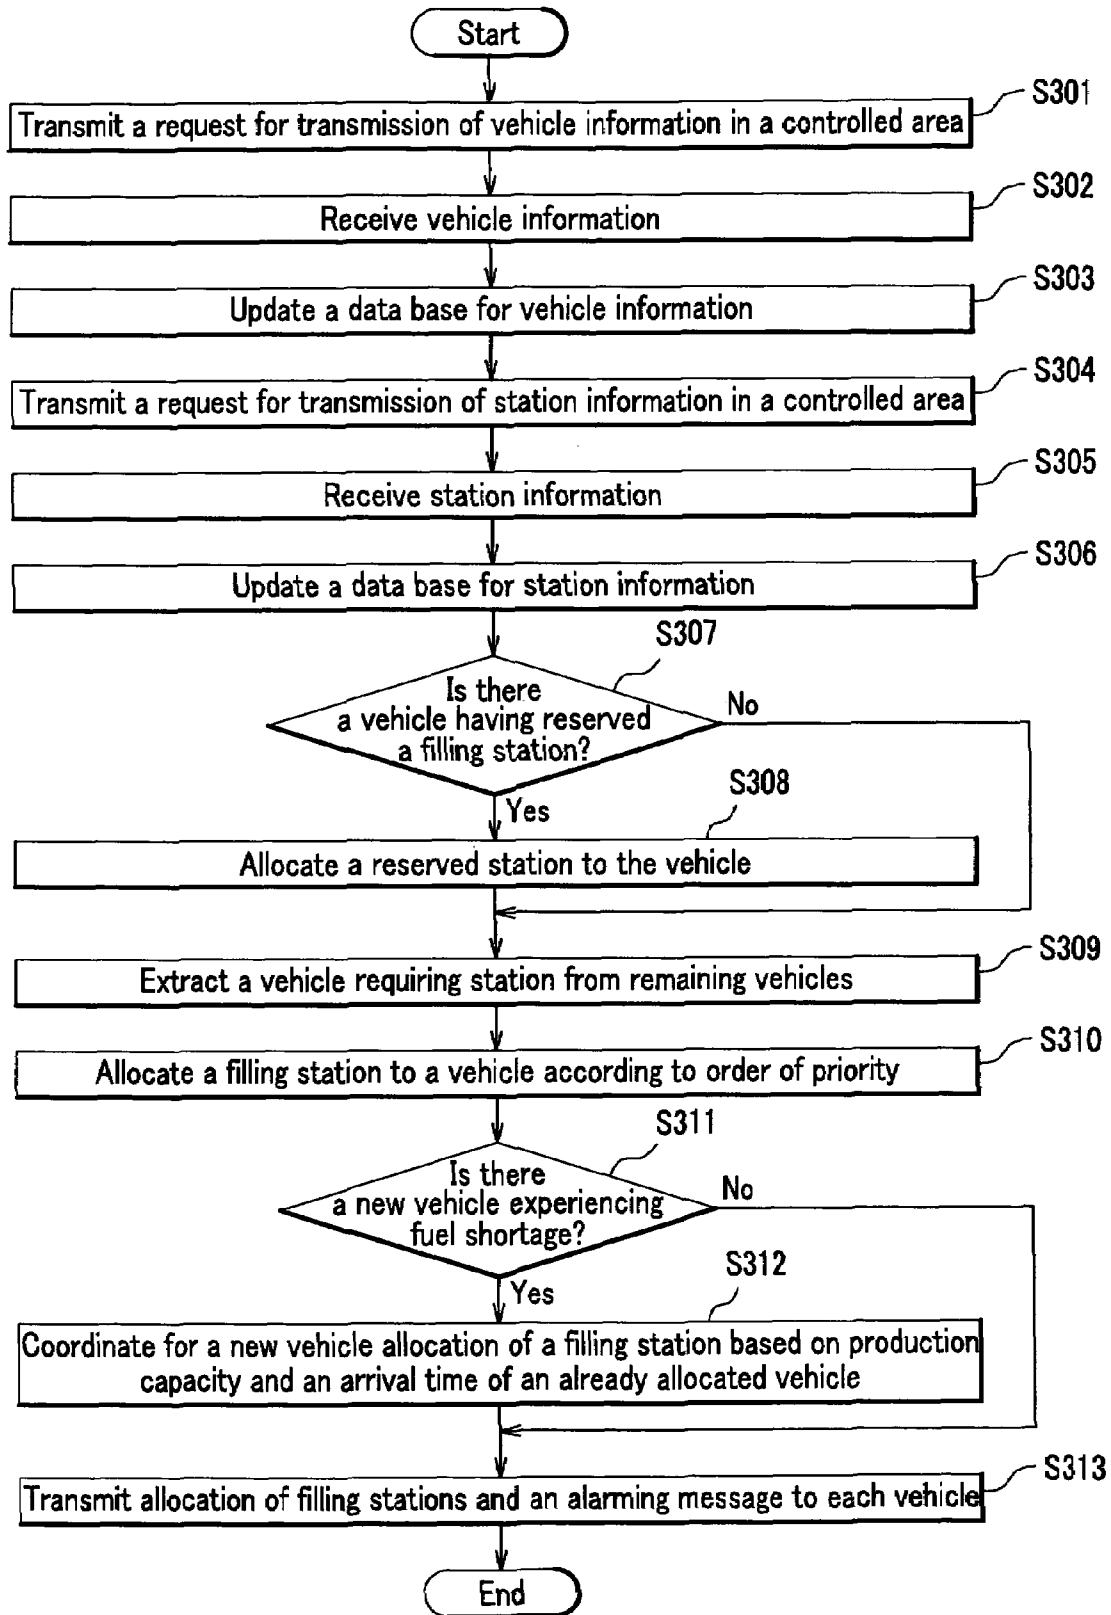 Start
S301
Transmit a request for transmission of vehicle information in a controlled area
S302
Receive vehicle information
S303
Update a data base for vehicle information
S304
Transmit a request for transmission of station information in a controlled area
S305
Receive station information
S306
Update a data base for station information
S307
Is there
a vehicle having reserved
a filling station?
No
Yes
S308
Allocate a reserved station to the vehicle
S309
Extract a vehicle requiring station from remaining vehicles
S310
Allocate a filling station to a vehicle according to order of priority
S311
Is there
a new vehicle experiencing
fuel shortage?
No
Yes
S312
Coordinate for a new vehicle allocation of a filling station based on production
capacity and an arrival time of an already allocated vehicle
S313
Transmit allocation of filling stations and an alarming message to each vehicle
End